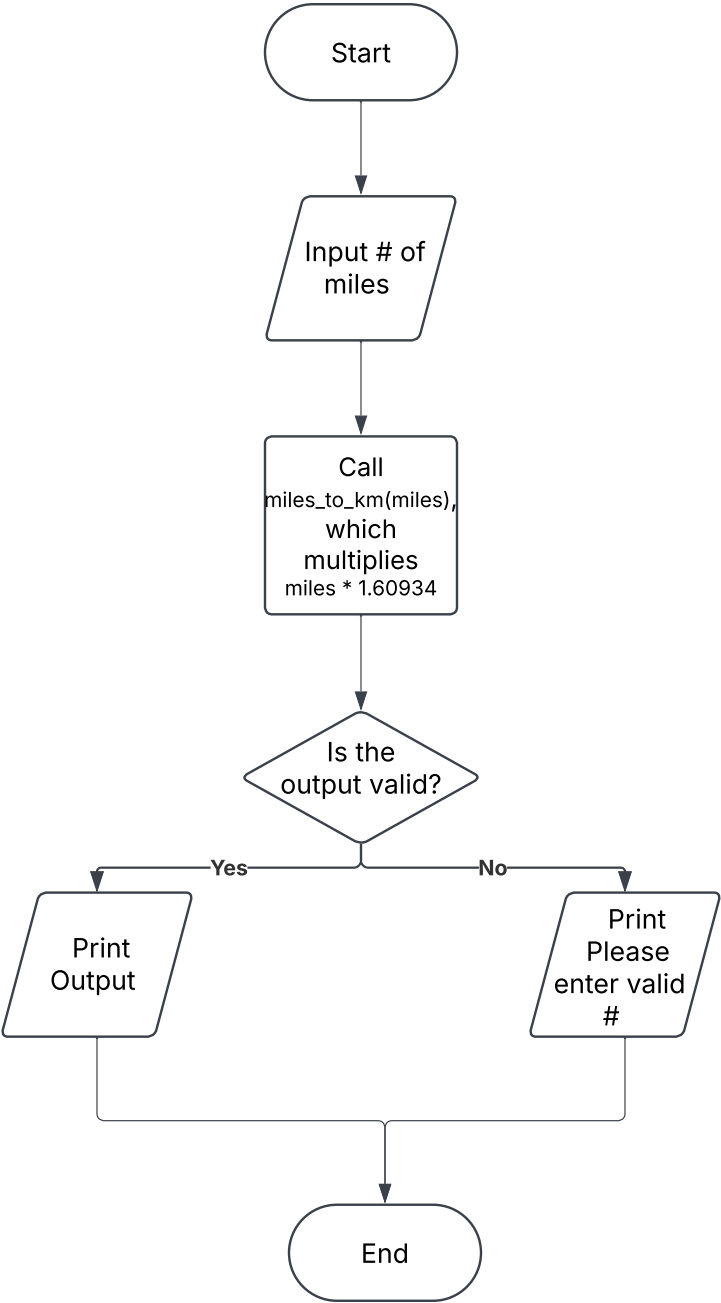 Start
Input # of
miles
Call
miles_to_km(miles),
which
multiplies
miles * 1.60934
Is the
output valid?
Yes
No
Print
Output
Print
Please
enter valid
#
End